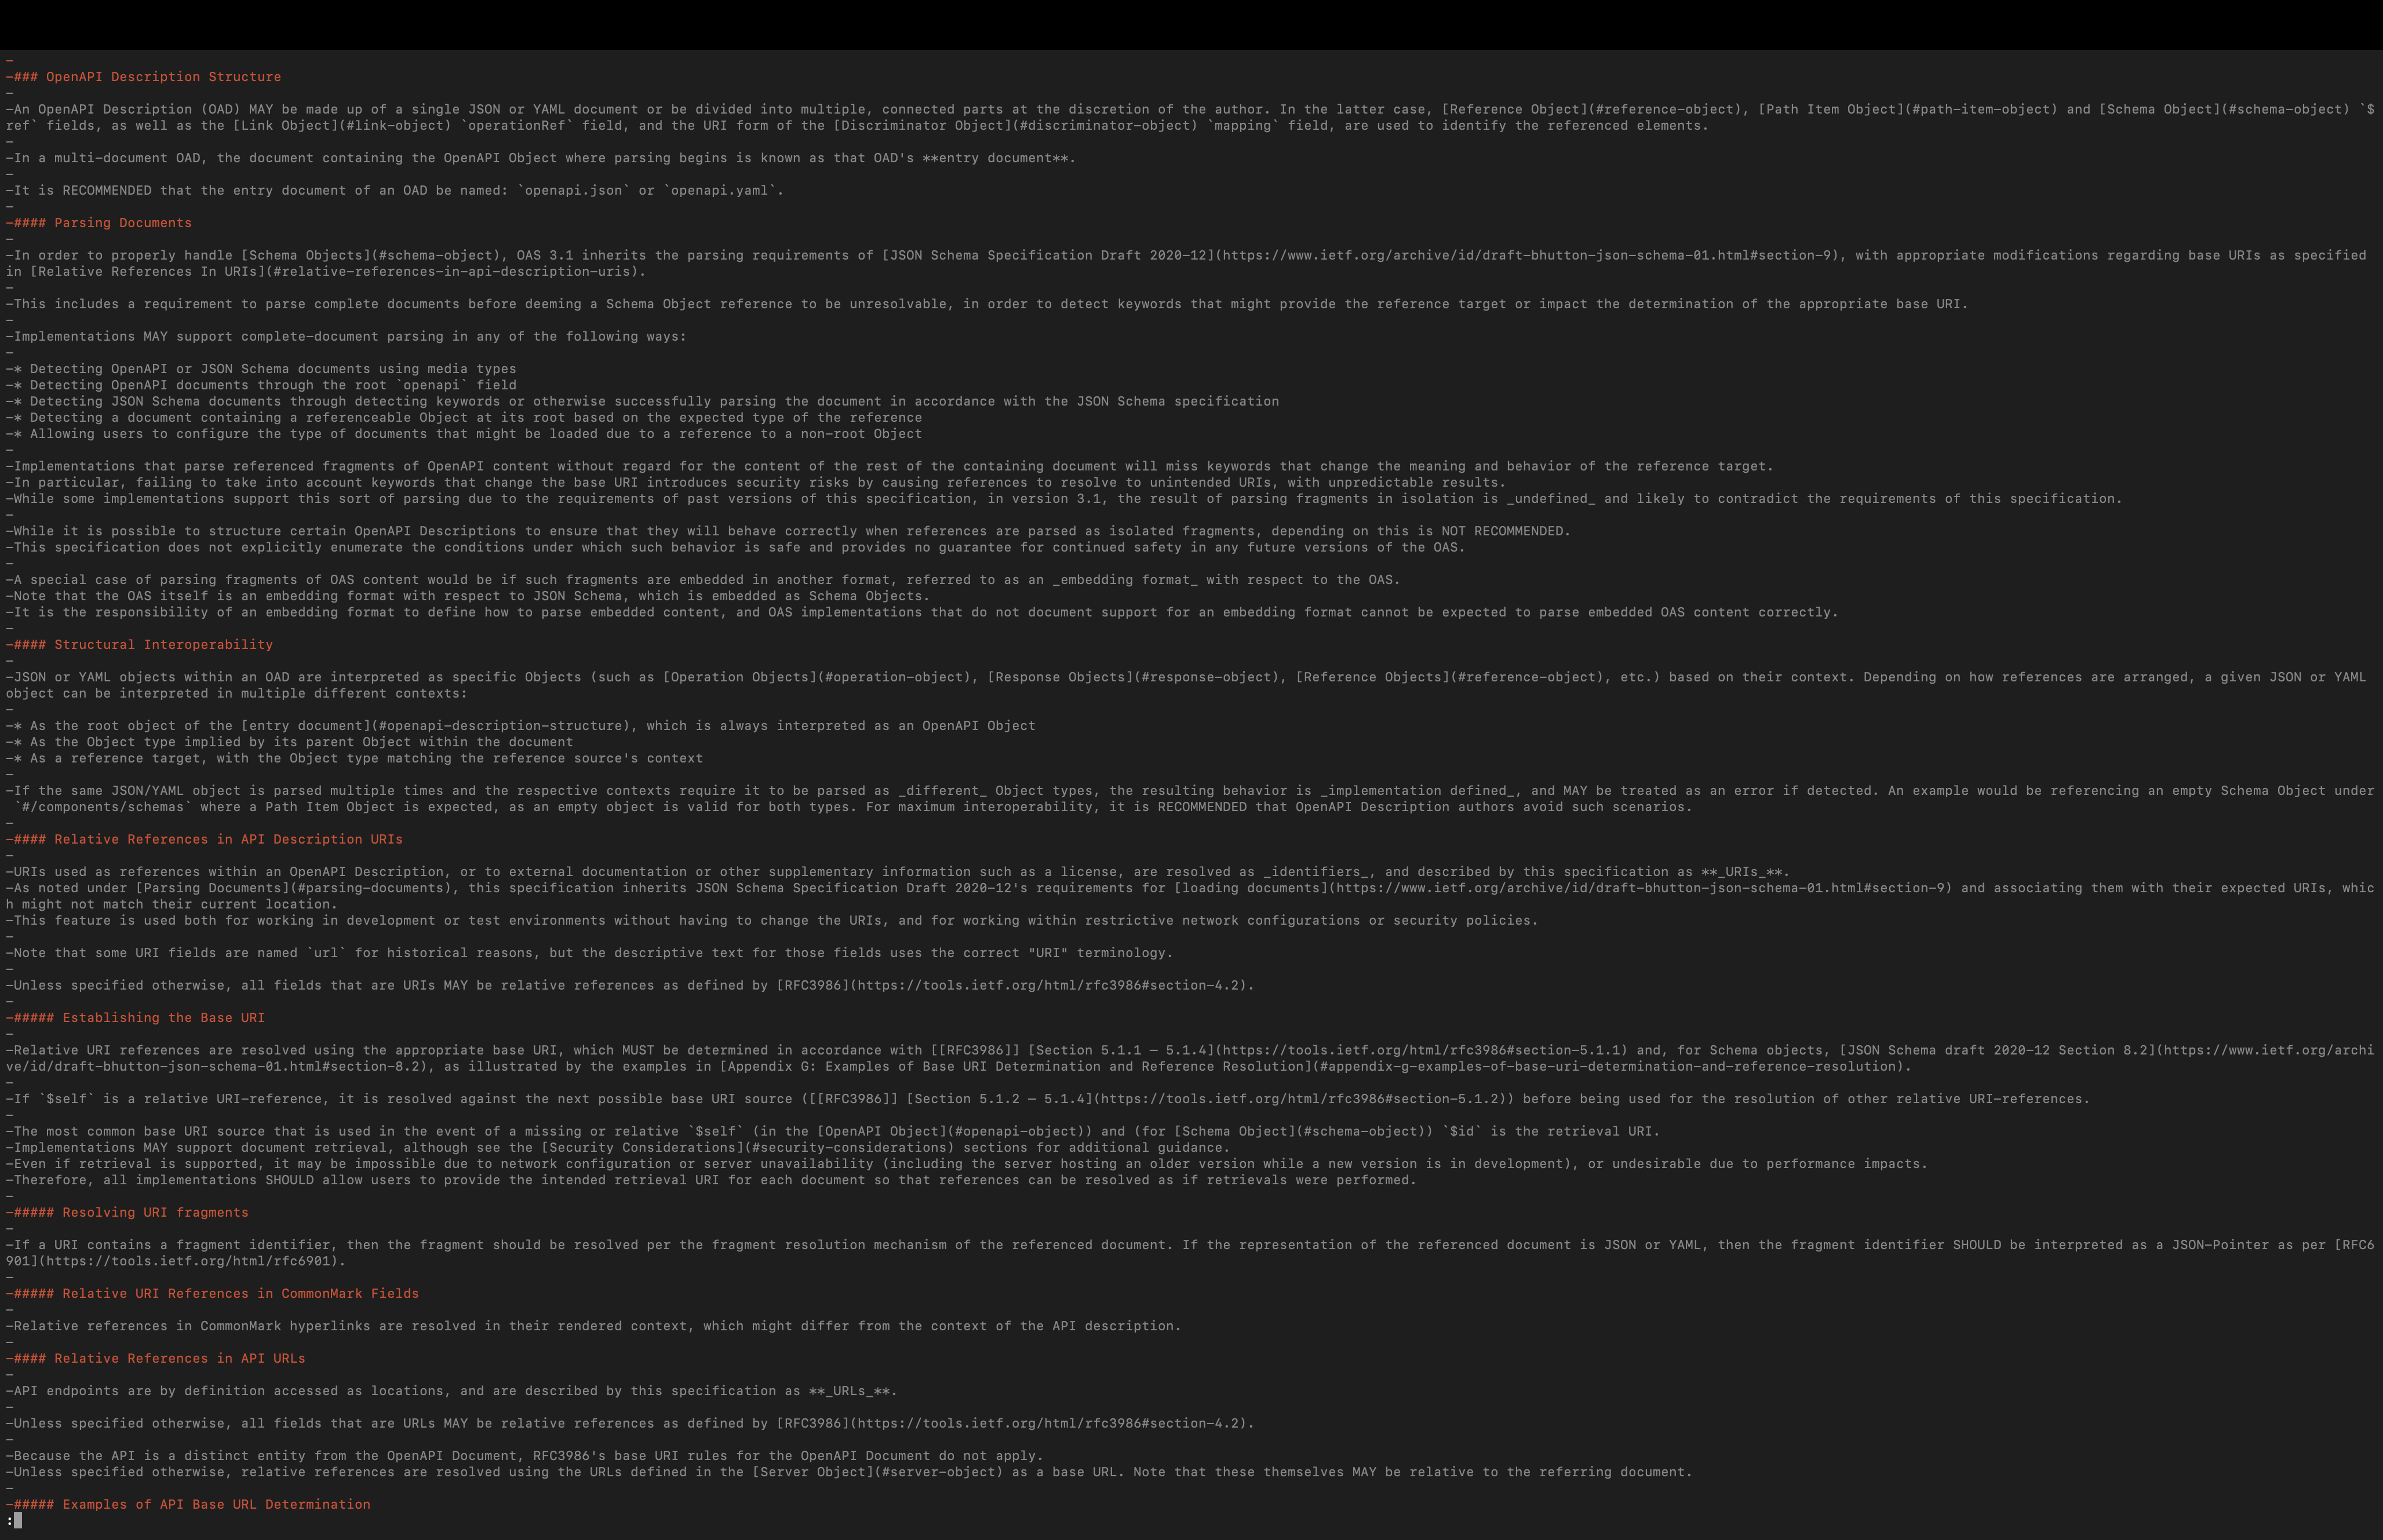 -
-### OpenAPI Description Structure
-
-An OpenAPI Description (OAD) MAY be made up of a single JSON or YAML document or be divided into multiple, connected parts at the discretion of the author. In the latter case, [Reference Object](#reference-object), [Path Item Object](#path-item-object) and [Schema Object](#schema-object) `$
ref` fields, as well as the [Link Object](#link-object) `operationRef` field, and the URI form of the [Discriminator Object](#discriminator-object) `mapping` field, are used to identify the referenced elements.
-
-In a multi-document OAD, the document containing the OpenAPI Object where parsing begins is known as that OAD's **entry document**.
-
-It is RECOMMENDED that the entry document of an OAD be named: `openapi.json` or `openapi.yaml`.
-
-#### Parsing Documents
-
-In order to properly handle [Schema Objects](#schema-object), OAS 3.1 inherits the parsing requirements of [JSON Schema Specification Draft 2020-12](https://www.ietf.org/archive/id/draft-bhutton-json-schema-01.html#section-9), with appropriate modifications regarding base URIs as specified
in [Relative References In URIs](#relative-references-in-api-description-uris).
-
-This includes a requirement to parse complete documents before deeming a Schema Object reference to be unresolvable, in order to detect keywords that might provide the reference target or impact the determination of the appropriate base URI.
-
-Implementations MAY support complete-document parsing in any of the following ways:
-
-* Detecting OpenAPI or JSON Schema documents using media types
-* Detecting OpenAPI documents through the root `openapi` field
-* Detecting JSON Schema documents through detecting keywords or otherwise successfully parsing the document in accordance with the JSON Schema specification
-* Detecting a document containing a referenceable Object at its root based on the expected type of the reference
-* Allowing users to configure the type of documents that might be loaded due to a reference to a non-root Object
-
-Implementations that parse referenced fragments of OpenAPI content without regard for the content of the rest of the containing document will miss keywords that change the meaning and behavior of the reference target.
-In particular, failing to take into account keywords that change the base URI introduces security risks by causing references to resolve to unintended URIs, with unpredictable results.
-While some implementations support this sort of parsing due to the requirements of past versions of this specification, in version 3.1, the result of parsing fragments in isolation is _undefined_ and likely to contradict the requirements of this specification.
-
-While it is possible to structure certain OpenAPI Descriptions to ensure that they will behave correctly when references are parsed as isolated fragments, depending on this is NOT RECOMMENDED.
-This specification does not explicitly enumerate the conditions under which such behavior is safe and provides no guarantee for continued safety in any future versions of the OAS.
-
-A special case of parsing fragments of OAS content would be if such fragments are embedded in another format, referred to as an _embedding format_ with respect to the OAS.
-Note that the OAS itself is an embedding format with respect to JSON Schema, which is embedded as Schema Objects.
-It is the responsibility of an embedding format to define how to parse embedded content, and OAS implementations that do not document support for an embedding format cannot be expected to parse embedded OAS content correctly.
-
-#### Structural Interoperability
-
-JSON or YAML objects within an OAD are interpreted as specific Objects (such as [Operation Objects](#operation-object), [Response Objects](#response-object), [Reference Objects](#reference-object), etc.) based on their context. Depending on how references are arranged, a given JSON or YAML
object can be interpreted in multiple different contexts:
-
-* As the root object of the [entry document](#openapi-description-structure), which is always interpreted as an OpenAPI Object
-* As the Object type implied by its parent Object within the document
-* As a reference target, with the Object type matching the reference source's context
-
-If the same JSON/YAML object is parsed multiple times and the respective contexts require it to be parsed as _different_ Object types, the resulting behavior is _implementation defined_, and MAY be treated as an error if detected. An example would be referencing an empty Schema Object under
`#/components/schemas` where a Path Item Object is expected, as an empty object is valid for both types. For maximum interoperability, it is RECOMMENDED that OpenAPI Description authors avoid such scenarios.
-
-#### Relative References in API Description URIs
-
-URIs used as references within an OpenAPI Description, or to external documentation or other supplementary information such as a license, are resolved as _identifiers_, and described by this specification as **_URIs_**.
-As noted under [Parsing Documents](#parsing-documents), this specification inherits JSON Schema Specification Draft 2020-12's requirements for [loading documents](https://www.ietf.org/archive/id/draft-bhutton-json-schema-01.html#section-9) and associating them with their expected URIs, whic
h might not match their current location.
-This feature is used both for working in development or test environments without having to change the URIs, and for working within restrictive network configurations or security policies.
-
-Note that some URI fields are named `url` for historical reasons, but the descriptive text for those fields uses the correct "URI" terminology.
-
-Unless specified otherwise, all fields that are URIs MAY be relative references as defined by [RFC3986](https://tools.ietf.org/html/rfc3986#section-4.2).
-
-##### Establishing the Base URI
-
-Relative URI references are resolved using the appropriate base URI, which MUST be determined in accordance with [[RFC3986]] [Section 5.1.1 – 5.1.4](https://tools.ietf.org/html/rfc3986#section-5.1.1) and, for Schema objects, [JSON Schema draft 2020-12 Section 8.2](https://www.ietf.org/archi
ve/id/draft-bhutton-json-schema-01.html#section-8.2), as illustrated by the examples in [Appendix G: Examples of Base URI Determination and Reference Resolution](#appendix-g-examples-of-base-uri-determination-and-reference-resolution).
-
-If `$self` is a relative URI-reference, it is resolved against the next possible base URI source ([[RFC3986]] [Section 5.1.2 – 5.1.4](https://tools.ietf.org/html/rfc3986#section-5.1.2)) before being used for the resolution of other relative URI-references.
-
-The most common base URI source that is used in the event of a missing or relative `$self` (in the [OpenAPI Object](#openapi-object)) and (for [Schema Object](#schema-object)) `$id` is the retrieval URI.
-Implementations MAY support document retrieval, although see the [Security Considerations](#security-considerations) sections for additional guidance.
-Even if retrieval is supported, it may be impossible due to network configuration or server unavailability (including the server hosting an older version while a new version is in development), or undesirable due to performance impacts.
-Therefore, all implementations SHOULD allow users to provide the intended retrieval URI for each document so that references can be resolved as if retrievals were performed.
-
-##### Resolving URI fragments
-
-If a URI contains a fragment identifier, then the fragment should be resolved per the fragment resolution mechanism of the referenced document. If the representation of the referenced document is JSON or YAML, then the fragment identifier SHOULD be interpreted as a JSON-Pointer as per [RFC6
901](https://tools.ietf.org/html/rfc6901).
-
-##### Relative URI References in CommonMark Fields
-
-Relative references in CommonMark hyperlinks are resolved in their rendered context, which might differ from the context of the API description.
-
-#### Relative References in API URLs
-
-API endpoints are by definition accessed as locations, and are described by this specification as **_URLs_**.
-
-Unless specified otherwise, all fields that are URLs MAY be relative references as defined by [RFC3986](https://tools.ietf.org/html/rfc3986#section-4.2).
-
-Because the API is a distinct entity from the OpenAPI Document, RFC3986's base URI rules for the OpenAPI Document do not apply.
-Unless specified otherwise, relative references are resolved using the URLs defined in the [Server Object](#server-object) as a base URL. Note that these themselves MAY be relative to the referring document.
-
-##### Examples of API Base URL Determination
: